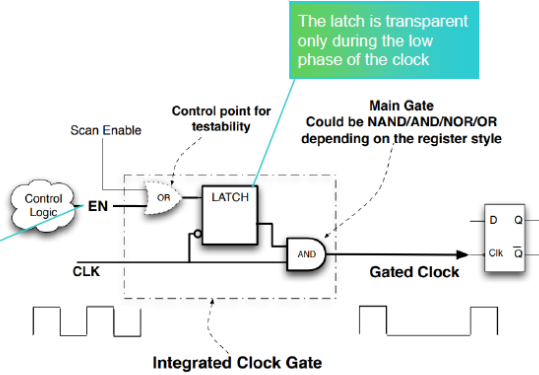 The latch is transparent
only during the low
phase of the clock
Main Gate
Could be NAND/AND/NOR/OR
depending on the register style
Control point for
testability
Scan Enable
OR
LATCH
Control
Logic
EN
D Q
AND
Clk Q̅
CLK
Gated Clock
Integrated Clock Gate